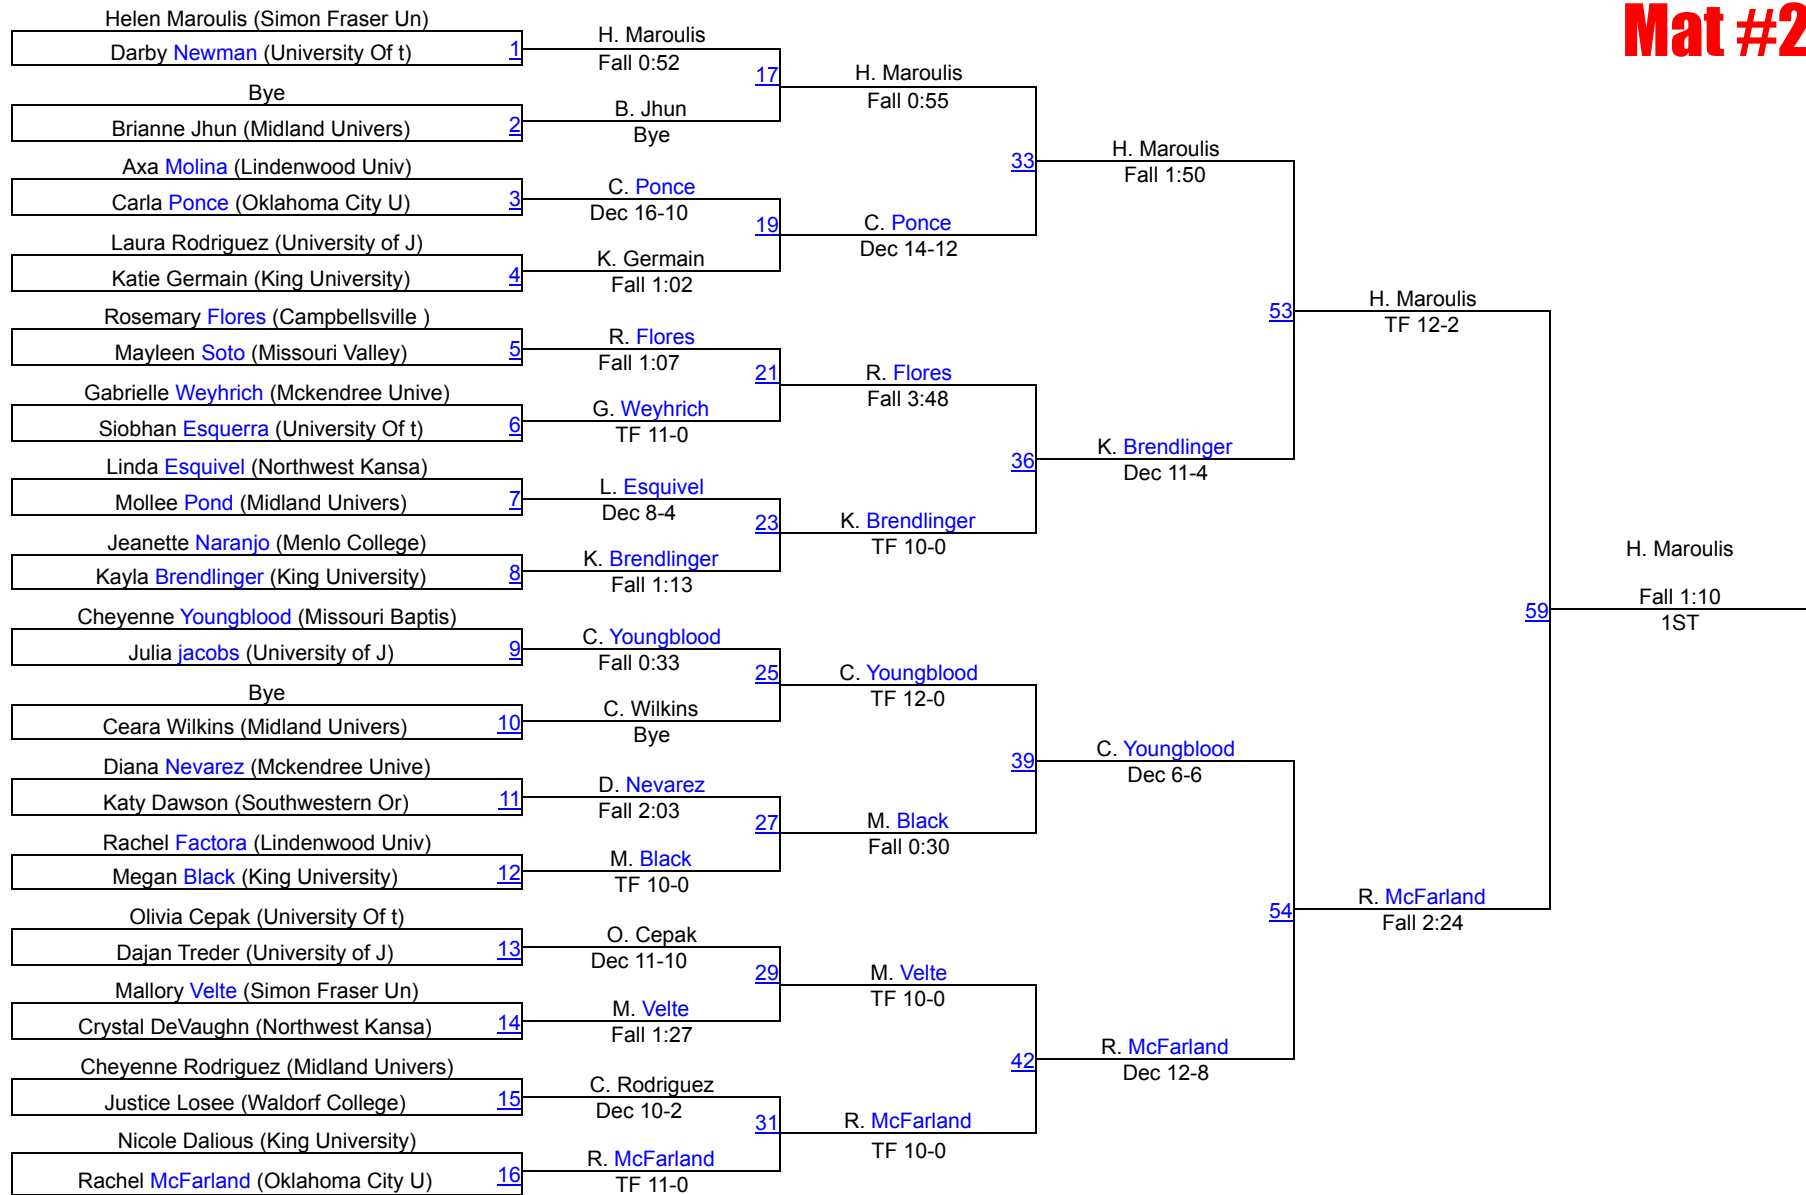 Mat #2
Helen Maroulis (Simon Fraser Un)
Darby Newman (University Of t) 1
Bye
Brianne Jhun (Midland Univers) 2
Axa Molina (Lindenwood Univ)
Carla Ponce (Oklahoma City U) 3
Laura Rodriguez (University of J)
Katie Germain (King University) 4
Rosemary Flores (Campbellsville )
Mayleen Soto (Missouri Valley) 5
Gabrielle Weyhrich (Mckendree Unive)
Siobhan Esquerra (University Of t) 6
Linda Esquivel (Northwest Kansa)
Mollee Pond (Midland Univers) 7
Jeanette Naranjo (Menlo College)
Kayla Brendlinger (King University) 8
Cheyenne Youngblood (Missouri Baptis)
Julia jacobs (University of J) 9
Bye
Ceara Wilkins (Midland Univers) 10
Diana Nevarez (Mckendree Unive)
Katy Dawson (Southwestern Or) 11
Rachel Factora (Lindenwood Univ)
Megan Black (King University) 12
Olivia Cepak (University Of t)
Dajan Treder (University of J) 13
Mallory Velte (Simon Fraser Un)
Crystal DeVaughn (Northwest Kansa) 14
Cheyenne Rodriguez (Midland Univers)
Justice Losee (Waldorf College) 15
Nicole Dalious (King University)
Rachel McFarland (Oklahoma City U) 16
H. Maroulis
Fall 0:52
17
B. Jhun
Bye
C. Ponce
Dec 16-10
19
K. Germain
Fall 1:02
R. Flores
Fall 1:07
21
G. Weyhrich
TF 11-0
L. Esquivel
Dec 8-4
23
K. Brendlinger
Fall 1:13
C. Youngblood
Fall 0:33
25
C. Wilkins
Bye
D. Nevarez
Fall 2:03
27
M. Black
TF 10-0
O. Cepak
Dec 11-10
29
M. Velte
Fall 1:27
C. Rodriguez
Dec 10-2
31
R. McFarland
TF 11-0
H. Maroulis
Fall 0:55
33
C. Ponce
Dec 14-12
R. Flores
Fall 3:48
36
K. Brendlinger
TF 10-0
C. Youngblood
TF 12-0
39
M. Black
Fall 0:30
M. Velte
TF 10-0
42
R. McFarland
TF 10-0
H. Maroulis
Fall 1:50
53
K. Brendlinger
Dec 11-4
C. Youngblood
Dec 6-6
54
R. McFarland
Dec 12-8
H. Maroulis
TF 12-2
59
R. McFarland
Fall 2:24
H. Maroulis
Fall 1:10
1ST